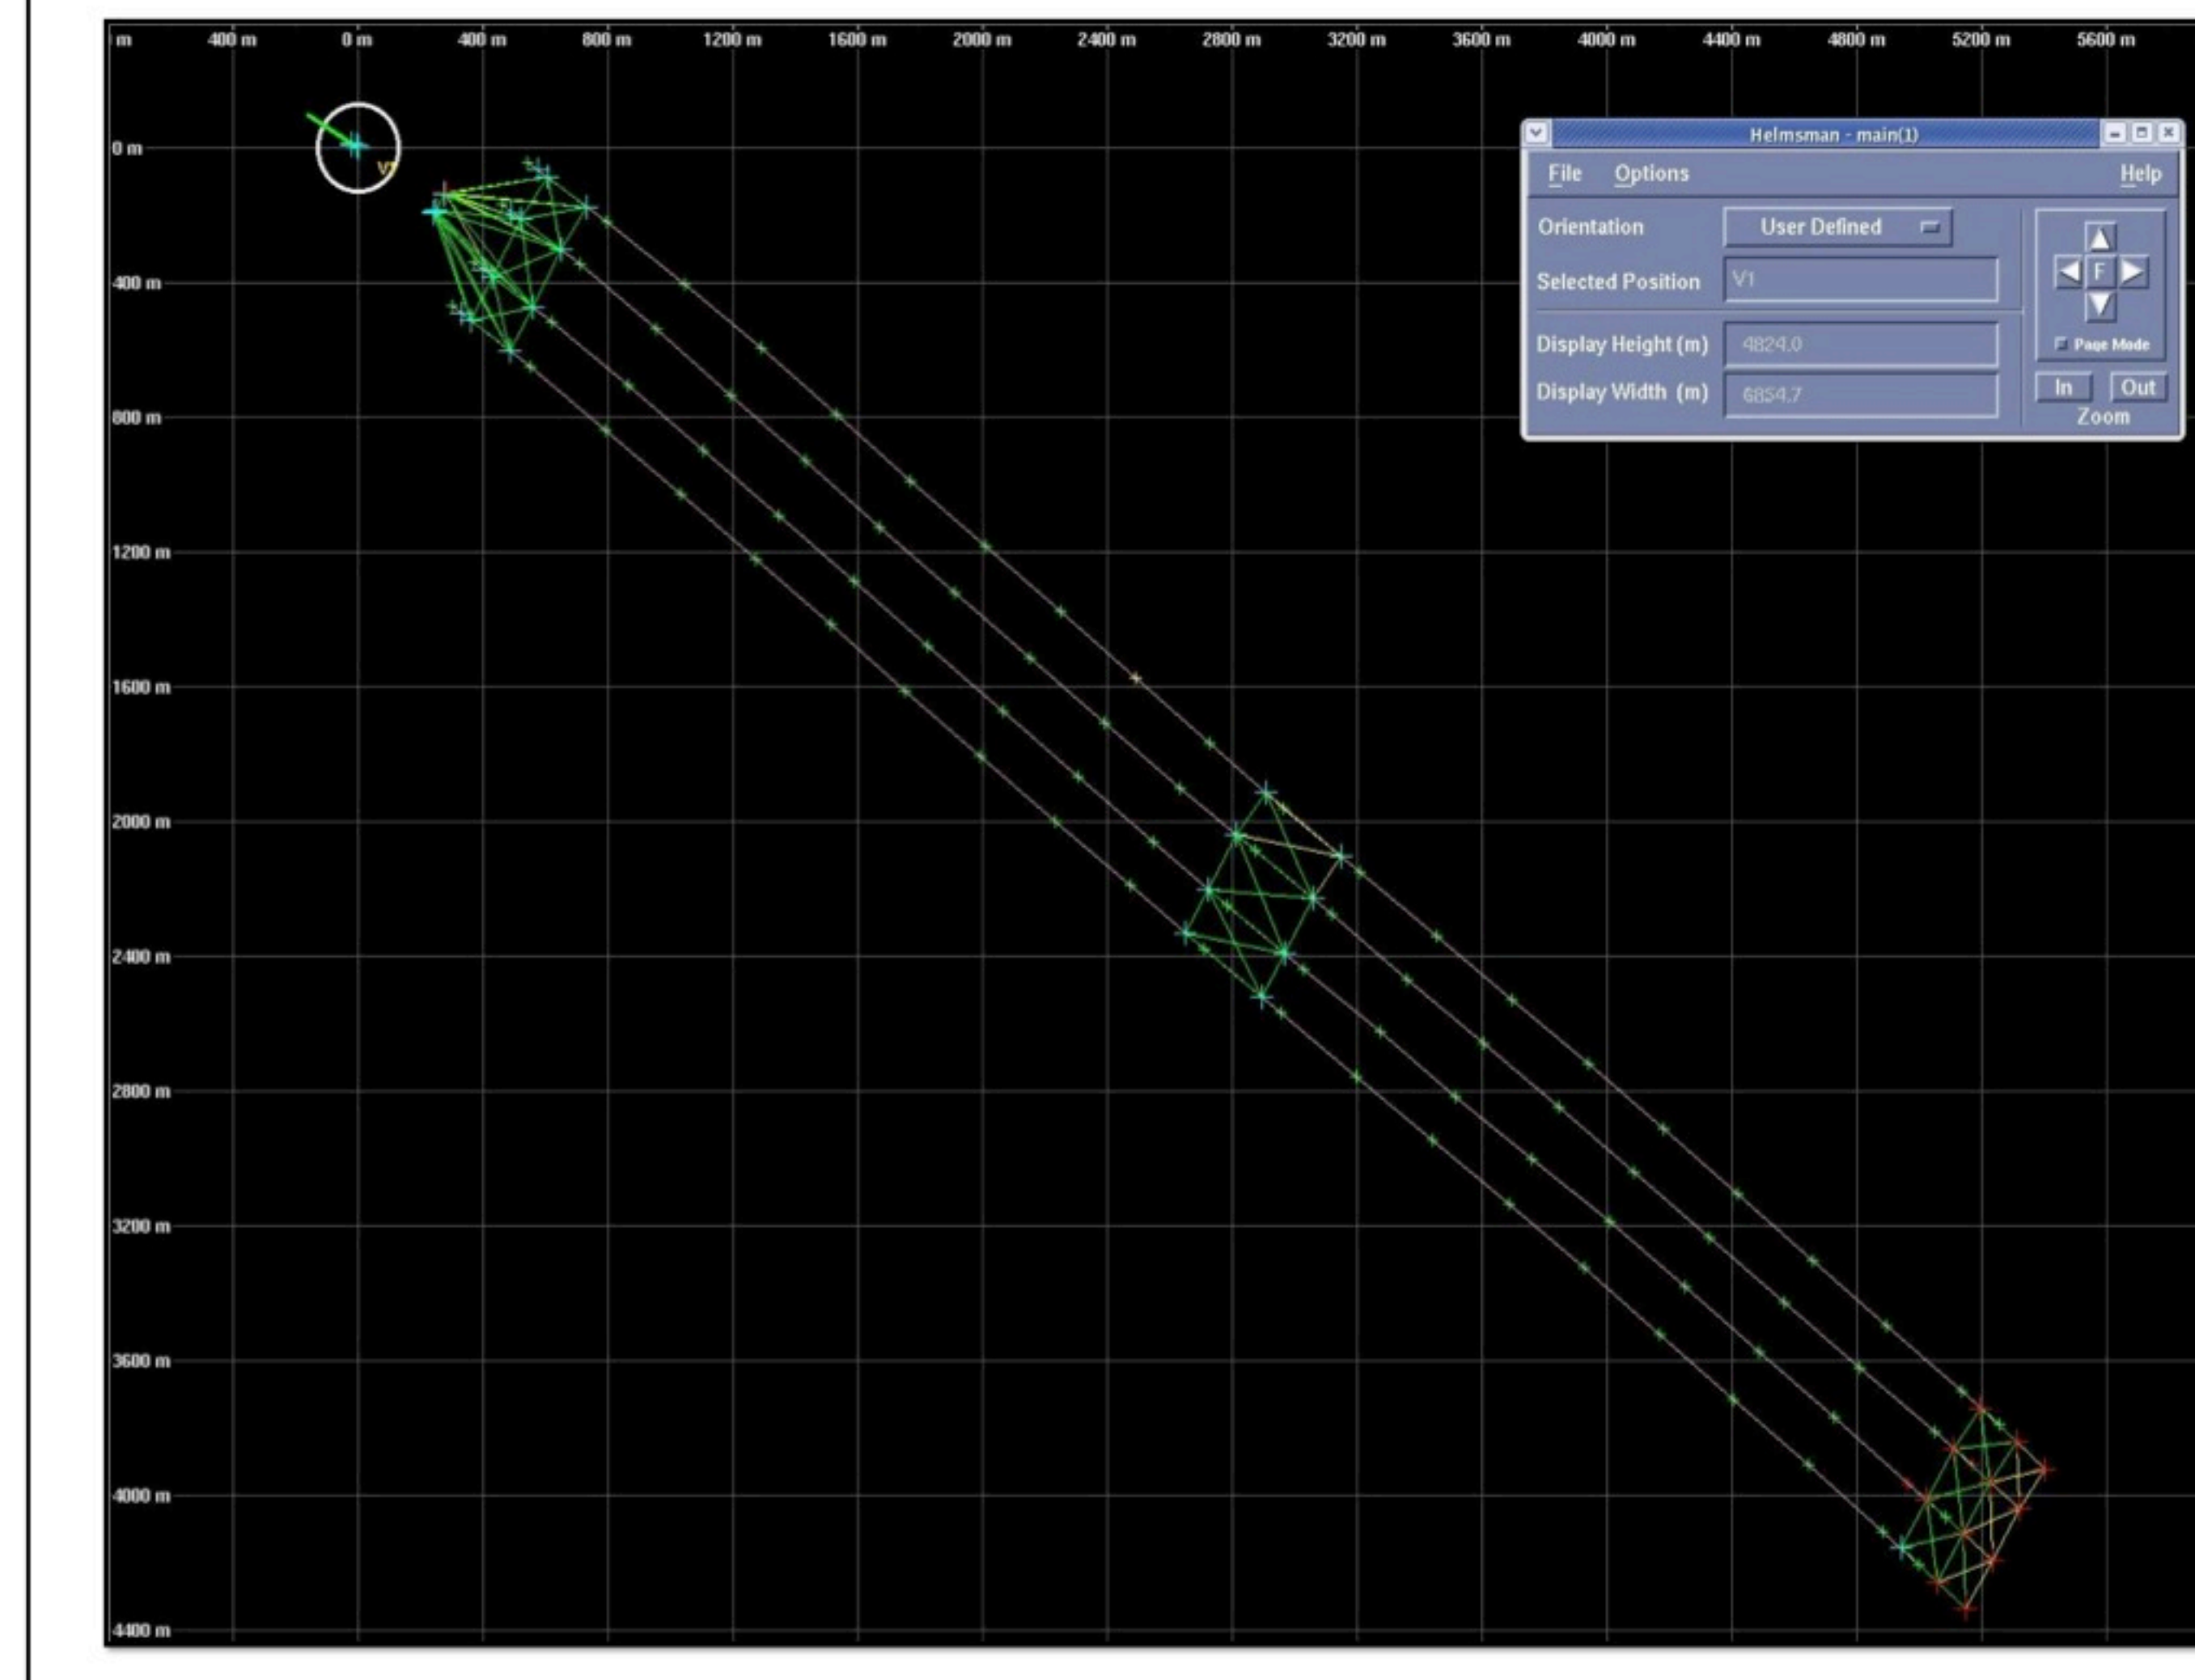 m 400 m 0 m 400 m 800 m 1200 m 1600 m 2000 m 2400 m 2800 m 3200 m 3600 m 4000 m 4400 m 4800 m 5200 m 5600 m
0 m
V1
400 m
800 m
1200 m
1600 m
2000 m
2400 m
2800 m
3200 m
3600 m
4000 m
4400 m
Helmsman - main(1)
File Options Help
Orientation User Defined
Selected Position V1
F
Display Height (m) 4824.0
Page Mode
Display Width (m) 6854.7
In Out
Zoom